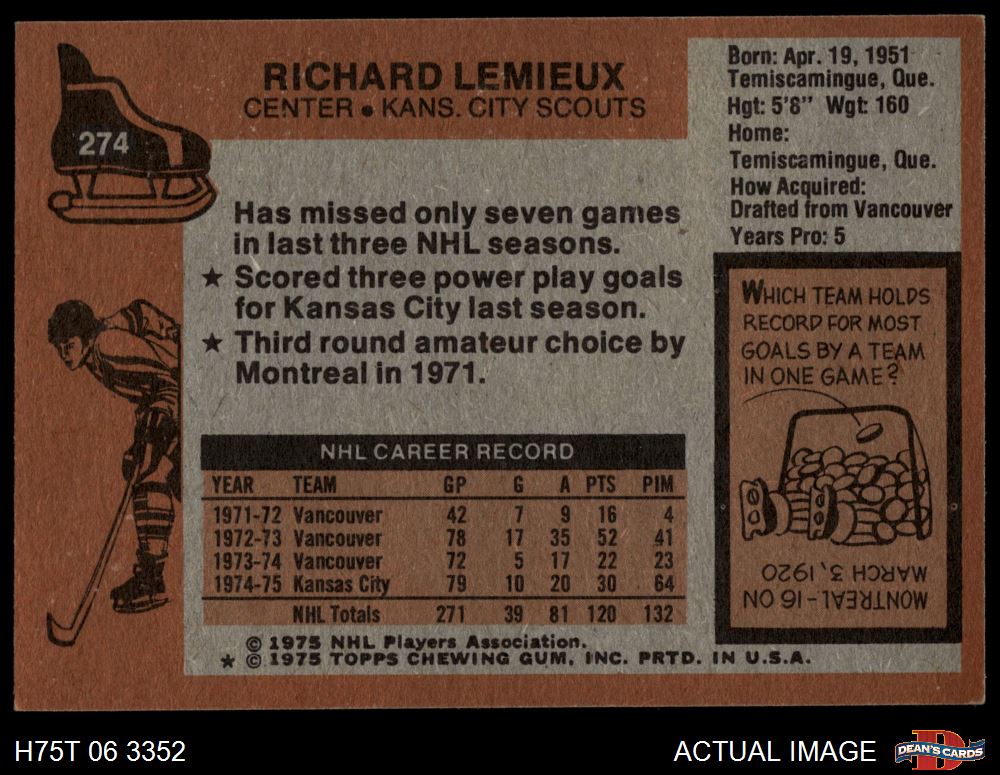 274
RICHARD LEMIEUX
CENTER • KANS. CITY SCOUTS
Born: Apr. 19, 1951
Temiscamingue, Que.
Hgt: 5'8" Wgt: 160
Home:
Temiscamingue, Que.
How Acquired:
Drafted from Vancouver
Years Pro: 5
Has missed only seven games
in last three NHL seasons.
★ Scored three power play goals
for Kansas City last season.
★ Third round amateur choice by
Montreal in 1971.
WHICH TEAM HOLDS
RECORD FOR MOST
GOALS BY A TEAM
IN ONE GAME?
MONTREAL-16 ON
MARCH 3, 1920
NHL CAREER RECORD
YEAR TEAM GP G A PTS PIM
1971-72 Vancouver 42 7 9 16 4
1972-73 Vancouver 78 17 35 52 41
1973-74 Vancouver 72 5 17 22 23
1974-75 Kansas City 79 10 20 30 64
NHL Totals 271 39 81 120 132
© 1975 NHL Players Association.
★ © 1975 TOPPS CHEWING GUM, INC. PRTD. IN U.S.A.
H75T 06 3352
ACTUAL IMAGE
D
DEAN'S CARDS